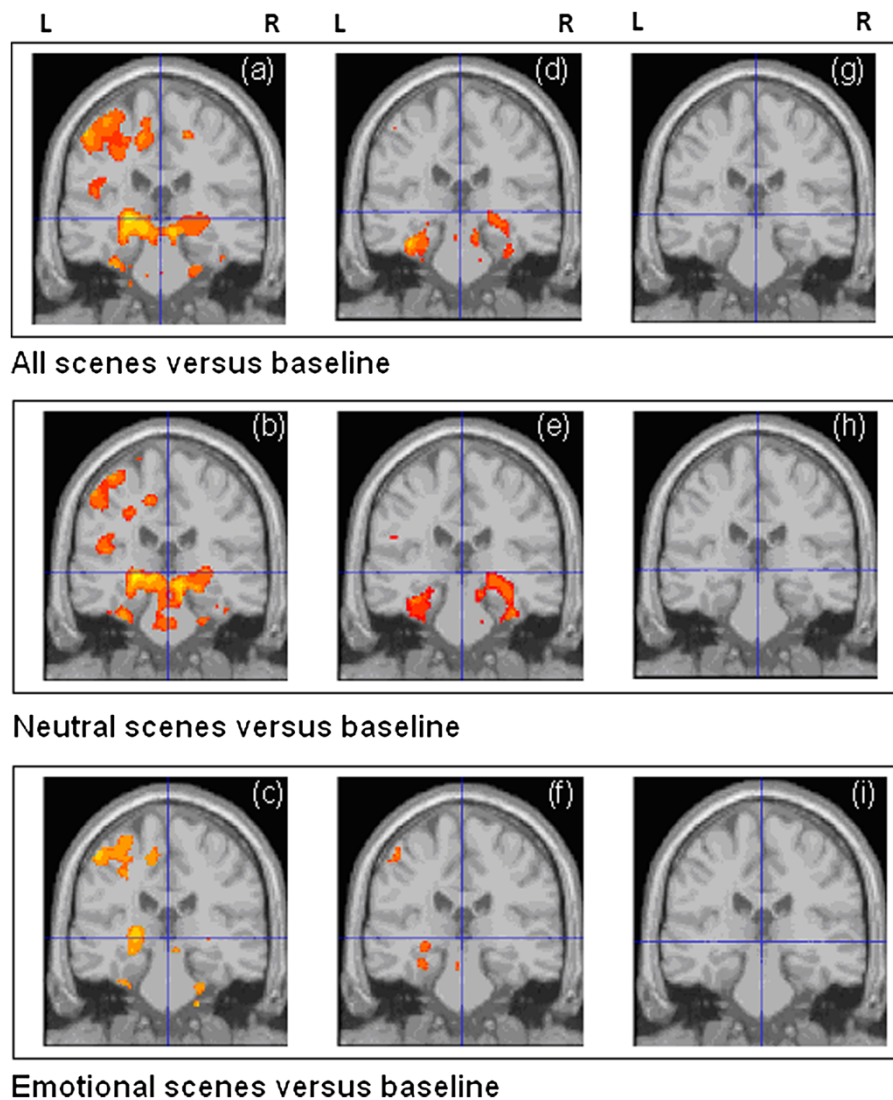 L R L R L R
(a) (d) (g)
All scenes versus baseline
(b) (e) (h)
Neutral scenes versus baseline
(c) (f) (i)
Emotional scenes versus baseline